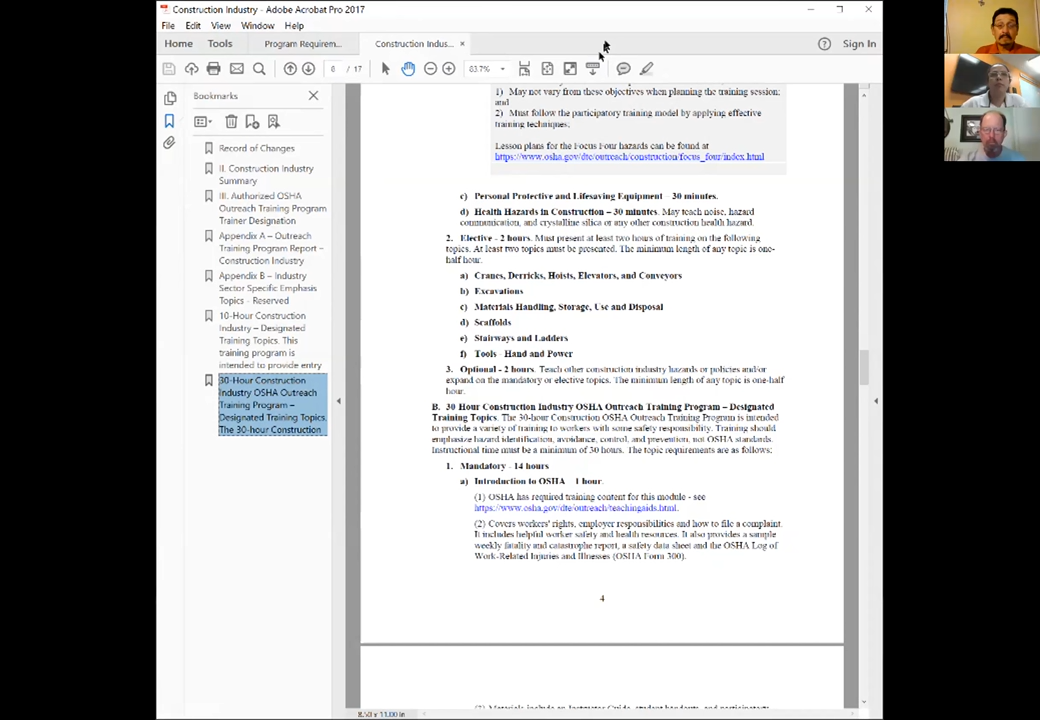 Construction Industry - Adobe Acrobat Pro 2017
File Edit View Window Help
Home Tools Program Requirem... Construction Indus... × Sign In
8 / 17 83.7%
Bookmarks
Record of Changes
II. Construction Industry
Summary
III. Authorized OSHA
Outreach Training Program
Trainer Designation
Appendix A – Outreach
Training Program Report –
Construction Industry
Appendix B – Industry
Sector Specific Emphasis
Topics - Reserved
10-Hour Construction
Industry – Designated
Training Topics. This
training program is
intended to provide entry
30-Hour Construction
Industry OSHA Outreach
Training Program –
Designated Training Topics.
The 30-hour Construction
1) May not vary from these objectives when planning the training session;
and
2) Must follow the participatory training model by applying effective
training techniques;
Lesson plans for the Focus Four hazards can be found at
https://www.osha.gov/dte/outreach/construction/focus_four/index.html
c) Personal Protective and Lifesaving Equipment – 30 minutes.
d) Health Hazards in Construction – 30 minutes. May teach noise, hazard
communication, and crystalline silica or any other construction health hazard.
2. Elective - 2 hours. Must present at least two hours of training on the following
topics. At least two topics must be presented. The minimum length of any topic is one-
half hour.
a) Cranes, Derricks, Hoists, Elevators, and Conveyors
b) Excavations
c) Materials Handling, Storage, Use and Disposal
d) Scaffolds
e) Stairways and Ladders
f) Tools - Hand and Power
3. Optional - 2 hours. Teach other construction industry hazards or policies and/or
expand on the mandatory or elective topics. The minimum length of any topic is one-half
hour.
B. 30 Hour Construction Industry OSHA Outreach Training Program – Designated
Training Topics. The 30-hour Construction OSHA Outreach Training Program is intended
to provide a variety of training to workers with some safety responsibility. Training should
emphasize hazard identification, avoidance, control, and prevention, not OSHA standards.
Instructional time must be a minimum of 30 hours. The topic requirements are as follows:
1. Mandatory - 14 hours
a) Introduction to OSHA – 1 hour.
(1) OSHA has required training content for this module - see
https://www.osha.gov/dte/outreach/teachingaids.html.
(2) Covers workers' rights, employer responsibilities and how to file a complaint.
It includes helpful worker safety and health resources. It also provides a sample
weekly fatality and catastrophe report, a safety data sheet and the OSHA Log of
Work-Related Injuries and Illnesses (OSHA Form 300).
4
8.50 x 11.00 in